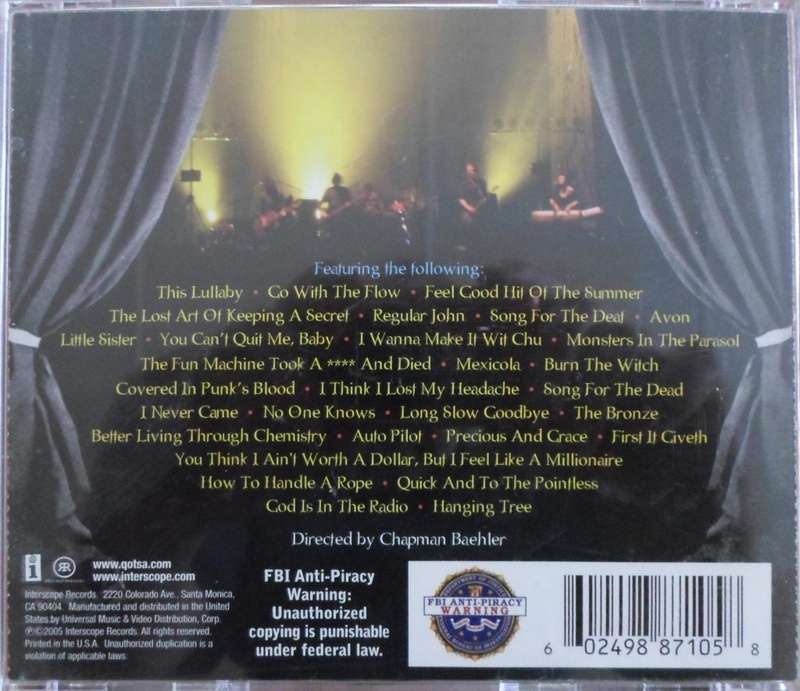 Featuring the following:
This Lullaby • Go With The Flow • Feel Good Hit Of The Summer
The Lost Art Of Keeping A Secret • Regular John • Song For The Deaf • Avon
Little Sister • You Can't Quit Me, Baby • I Wanna Make It Wit Chu • Monsters In The Parasol
The Fun Machine Took A **** And Died • Mexicola • Burn The Witch
Covered In Punk's Blood • I Think I Lost My Headache • Song For The Dead
I Never Came • No One Knows • Long Slow Goodbye • The Bronze
Better Living Through Chemistry • Auto Pilot • Precious And Grace • First It Giveth
You Think I Ain't Worth A Dollar, But I Feel Like A Millionaire
How To Handle A Rope • Quick And To The Pointless
God Is In The Radio • Hanging Tree
Directed by Chapman Baehler
www.qotsa.com
www.interscope.com
Interscope Records. 2220 Colorado Ave., Santa Monica,
CA 90404. Manufactured and distributed in the United
States by Universal Music & Video Distribution, Corp.
℗©2005 Interscope Records. All rights reserved.
Printed in the U.S.A. Unauthorized duplication is a
violation of applicable laws.
FBI Anti-Piracy
Warning:
Unauthorized
copying is punishable
under federal law.
FBI ANTI-PIRACY
WARNING
6 02498 87105 8